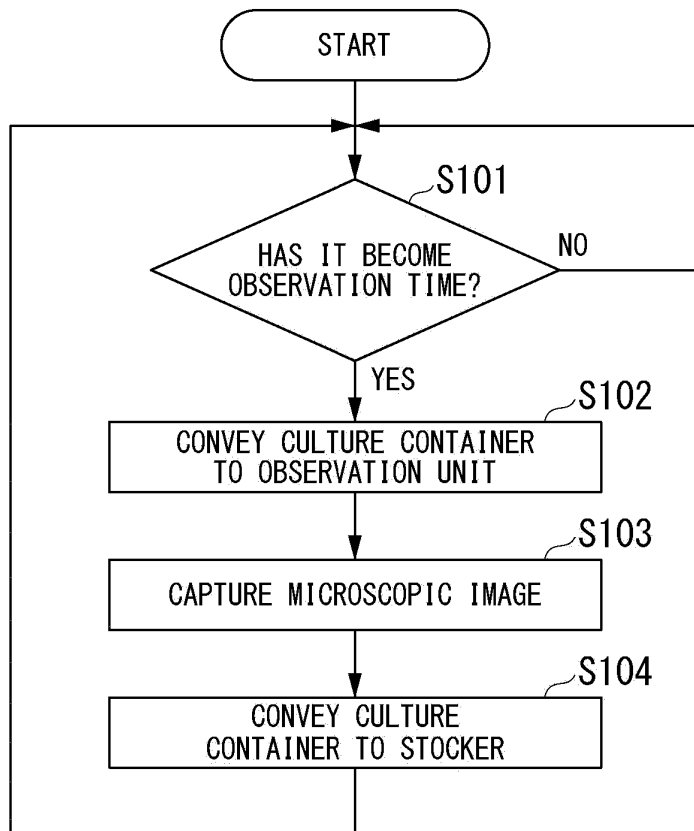 START
S101
HAS IT BECOME
OBSERVATION TIME?
NO
YES
S102
CONVEY CULTURE CONTAINER
TO OBSERVATION UNIT
S103
CAPTURE MICROSCOPIC IMAGE
S104
CONVEY CULTURE
CONTAINER TO STOCKER